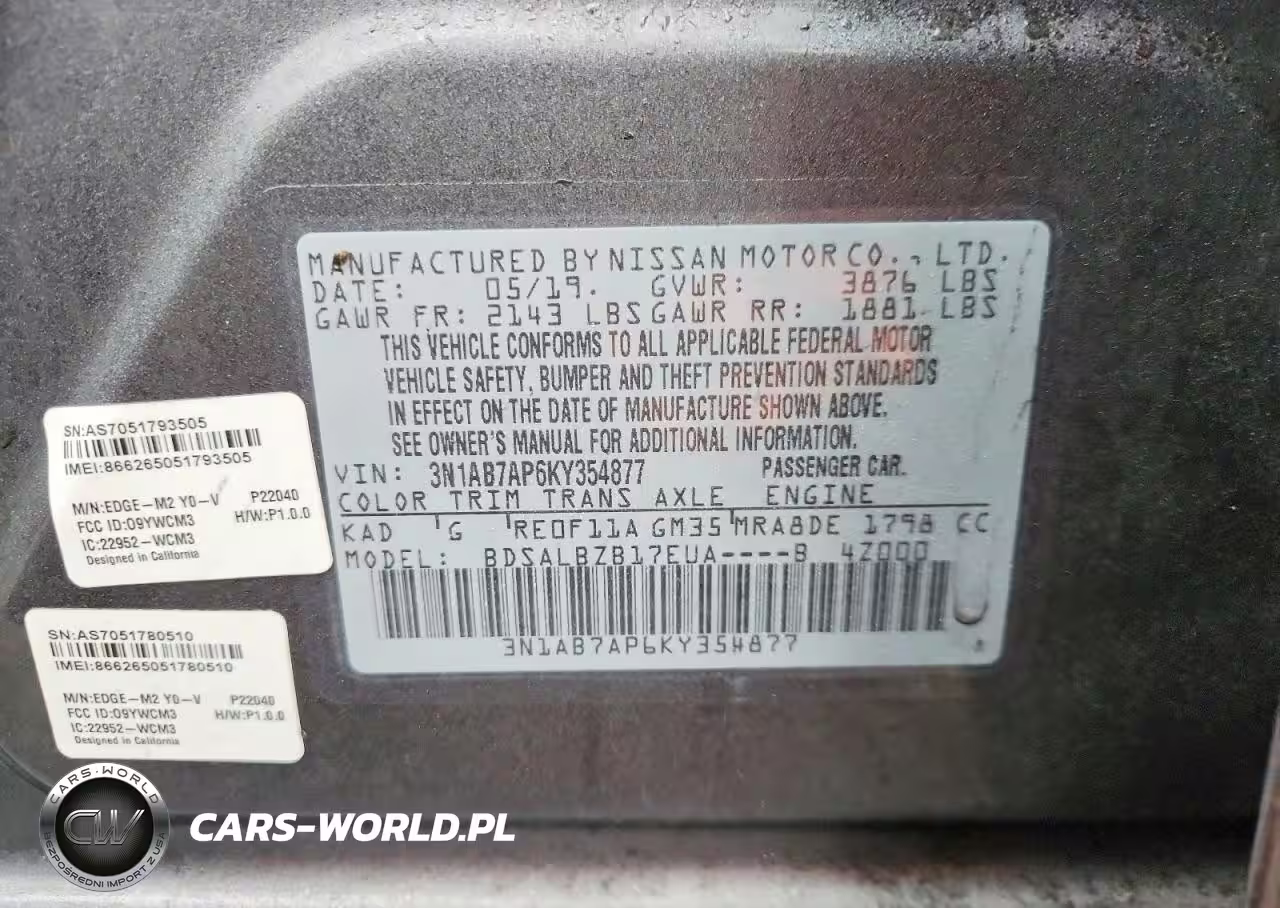 MANUFACTURED BY NISSAN MOTOR CO., LTD.
DATE: 05/19. GVWR: 3876 LBS
GAWR FR: 2143 LBS GAWR RR: 1881 LBS
THIS VEHICLE CONFORMS TO ALL APPLICABLE FEDERAL MOTOR
VEHICLE SAFETY, BUMPER AND THEFT PREVENTION STANDARDS
IN EFFECT ON THE DATE OF MANUFACTURE SHOWN ABOVE.
SEE OWNER'S MANUAL FOR ADDITIONAL INFORMATION.
VIN: 3N1AB7AP6KY354877 PASSENGER CAR.
COLOR TRIM TRANS AXLE ENGINE
KAD G RE0F11A GM35 MRA8DE 1798 CC
MODEL: BDSALBZB17EUA----B 4Z000
3N1AB7AP6KY354877
SN:AS7051793505
IMEI:866265051793505
M/N:EDGE-M2 Y0-V P22040
FCC ID:O9YWCM3 H/W:P1.0.0
IC:22952-WCM3
Designed in California
SN:AS7051780510
IMEI:866265051780510
M/N:EDGE-M2 Y0-V P22040
FCC ID:O9YWCM3 H/W:P1.0.0
IC:22952-WCM3
Designed in California
CARS-WORLD
CW
BEZPOŚREDNI IMPORT Z USA
CARS-WORLD.PL